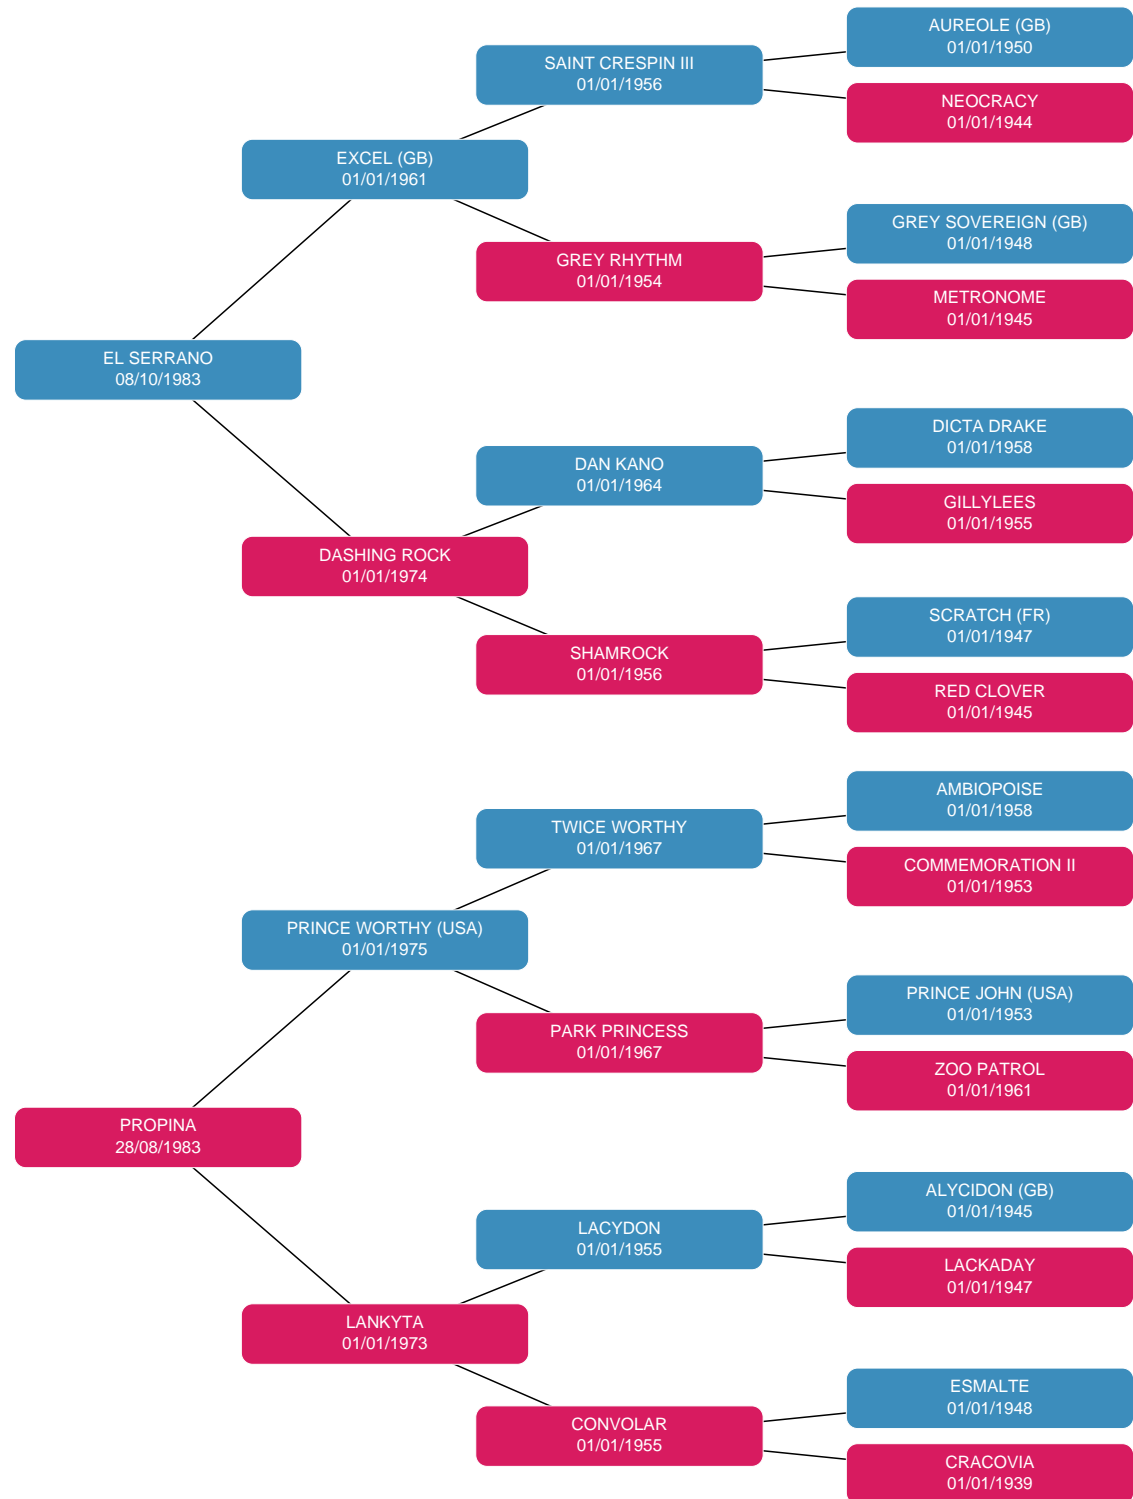 AUREOLE (GB)
01/01/1950
SAINT CRESPIN III
01/01/1956
NEOCRACY
01/01/1944
EXCEL (GB)
01/01/1961
GREY SOVEREIGN (GB)
01/01/1948
GREY RHYTHM
01/01/1954
METRONOME
01/01/1945
EL SERRANO
08/10/1983
DICTA DRAKE
01/01/1958
DAN KANO
01/01/1964
GILLYLEES
01/01/1955
DASHING ROCK
01/01/1974
SCRATCH (FR)
01/01/1947
SHAMROCK
01/01/1956
RED CLOVER
01/01/1945
AMBIOPOISE
01/01/1958
TWICE WORTHY
01/01/1967
COMMEMORATION II
01/01/1953
PRINCE WORTHY (USA)
01/01/1975
PRINCE JOHN (USA)
01/01/1953
PARK PRINCESS
01/01/1967
ZOO PATROL
01/01/1961
PROPINA
28/08/1983
ALYCIDON (GB)
01/01/1945
LACYDON
01/01/1955
LACKADAY
01/01/1947
LANKYTA
01/01/1973
ESMALTE
01/01/1948
CONVOLAR
01/01/1955
CRACOVIA
01/01/1939